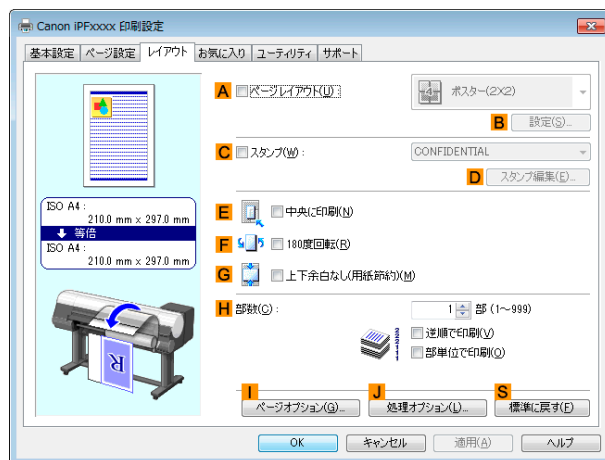 Canon iPFxxxx 印刷設定
基本設定 ページ設定 レイアウト お気に入り ユーティリティ サポート
A ページレイアウト(U) :
4 ポスター(2×2)
B 設定(S)...
C スタンプ(W) :
CONFIDENTIAL
D スタンプ編集(E)...
ISO A4 :
210.0 mm x 297.0 mm
等倍
ISO A4 :
210.0 mm x 297.0 mm
E 中央に印刷(N)
F 180度回転(R)
G 上下余白なし(用紙節約)(M)
H 部数(C) :
1 部 (1~999)
逆順で印刷(V)
部単位で印刷(O)
R
I J S
ページオプション(G)... 処理オプション(L)... 標準に戻す(F)
OK キャンセル 適用(A) ヘルプ